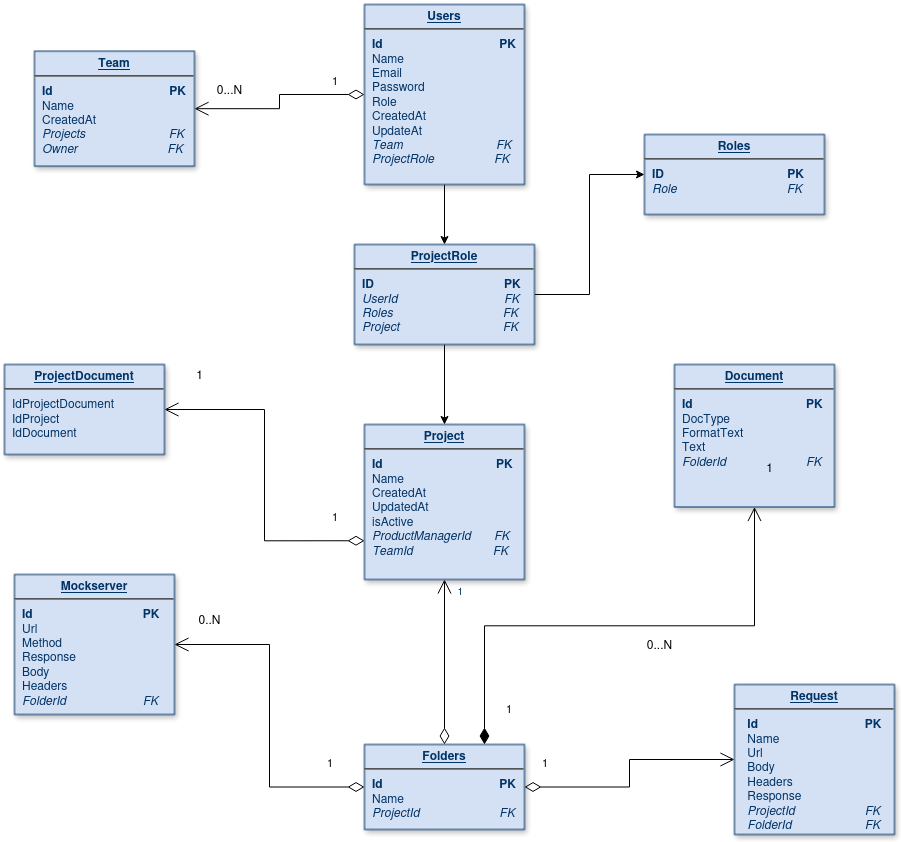 Users
Id PK
Name
Email
Password
Role
CreatedAt
UpdateAt
Team FK
ProjectRole FK
Team
Id PK
Name
CreatedAt
Projects FK
Owner FK
0...N
1
Roles
ID PK
Role FK
ProjectRole
ID PK
UserId FK
Roles FK
Project FK
ProjectDocument
IdProjectDocument
IdProject
IdDocument
1
1
Project
Id PK
Name
CreatedAt
UpdatedAt
isActive
ProductManagerId FK
TeamId FK
Document
Id PK
DocType
FormatText
Text
FolderId FK
1
Mockserver
Id PK
Url
Method
Response
Body
Headers
FolderId FK
0..N
1
1
0...N
1
1
Folders
Id PK
Name
ProjectId FK
Request
Id PK
Name
Url
Body
Headers
Response
ProjectId FK
FolderId FK